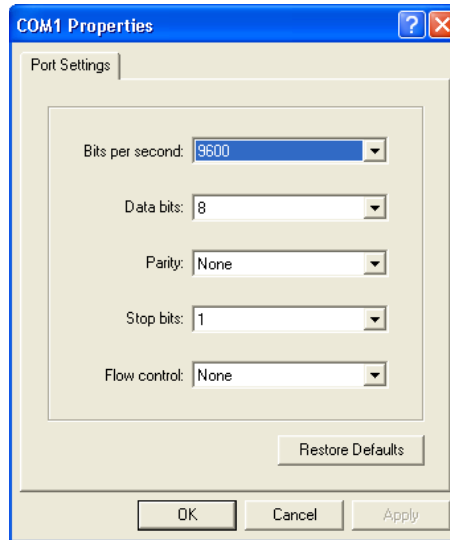 COM1 Properties
Port Settings
Bits per second: 9600
Data bits: 8
Parity: None
Stop bits: 1
Flow control: None
Restore Defaults
OK Cancel Apply